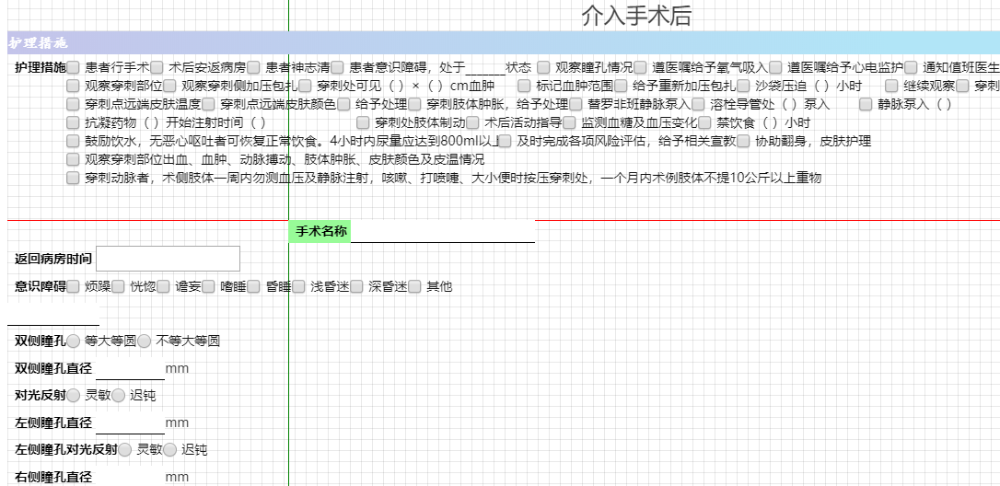 介入手术后
护理措施
护理措施 患者行手术 术后安返病房 患者神志清 患者意识障碍，处于______状态 观察瞳孔情况 遵医嘱给予氧气吸入 遵医嘱给予心电监护 通知值班医生
观察穿刺部位 观察穿刺侧加压包扎 穿刺处可见（ ）×（ ）cm血肿 标记血肿范围 给予重新加压包扎 沙袋压迫（ ）小时 继续观察 穿刺
穿刺点远端皮肤温度 穿刺点远端皮肤颜色 给予处理 穿刺肢体肿胀，给予处理 替罗非班静脉泵入 溶栓导管处（ ）泵入 静脉泵入（ ）
抗凝药物（ ）开始注射时间（ ） 穿刺处肢体制动 术后活动指导 监测血糖及血压变化 禁饮食（ ）小时
鼓励饮水，无恶心呕吐者可恢复正常饮食。4小时内尿量应达到800ml以上 及时完成各项风险评估，给予相关宣教 协助翻身，皮肤护理
观察穿刺部位出血、血肿、动脉搏动、肢体肿胀、皮肤颜色及皮温情况
穿刺动脉者，术侧肢体一周内勿测血压及静脉注射，咳嗽、打喷嚏、大小便时按压穿刺处，一个月内术例肢体不提10公斤以上重物
手术名称
返回病房时间
意识障碍 烦躁 恍惚 谵妄 嗜睡 昏睡 浅昏迷 深昏迷 其他
双侧瞳孔 等大等圆 不等大等圆
双侧瞳孔直径 mm
对光反射 灵敏 迟钝
左侧瞳孔直径 mm
左侧瞳孔对光反射 灵敏 迟钝
右侧瞳孔直径 mm